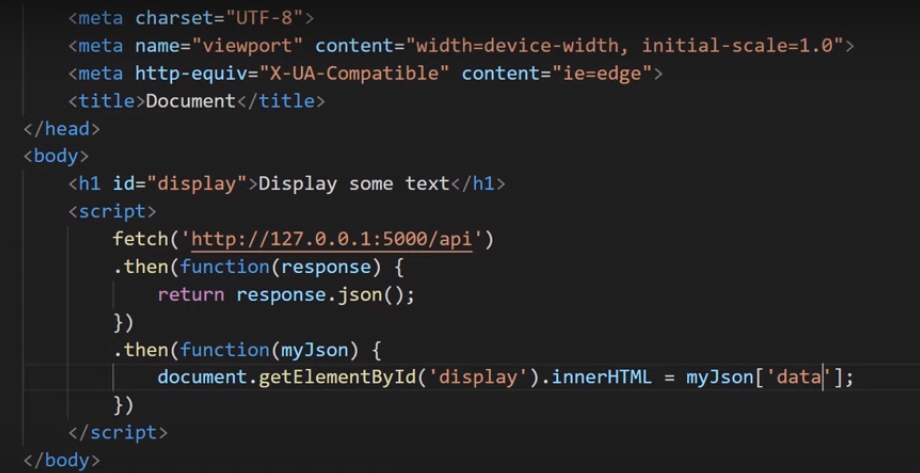 <meta charset="UTF-8">
<meta name="viewport" content="width=device-width, initial-scale=1.0">
<meta http-equiv="X-UA-Compatible" content="ie=edge">
<title>Document</title>
</head>
<body>
<h1 id="display">Display some text</h1>
<script>
fetch('http://127.0.0.1:5000/api')
.then(function(response) {
return response.json();
})
.then(function(myJson) {
document.getElementById('display').innerHTML = myJson['data'];
})
</script>
</body>